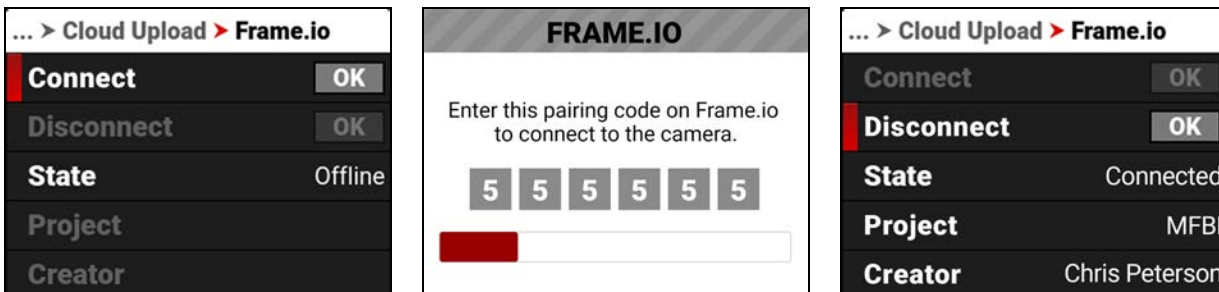 ... > Cloud Upload > Frame.io
Connect OK
Disconnect OK
State Offline
Project
Creator
FRAME.IO
Enter this pairing code on Frame.io
to connect to the camera.
5 5 5 5 5 5
... > Cloud Upload > Frame.io
Connect OK
Disconnect OK
State Connected
Project
Creator Chris Peterson